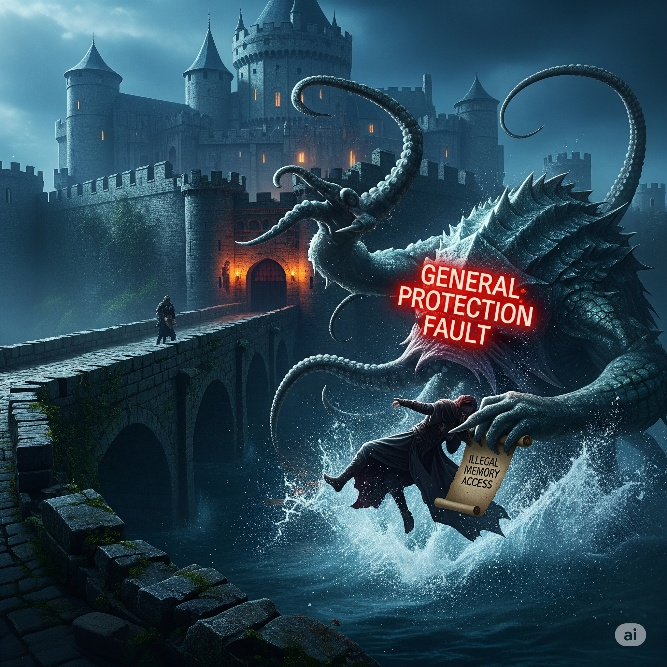 GENERAL
PROTECTION
FAULT
ILLEGAL
MEMORY
ACCESS
ai